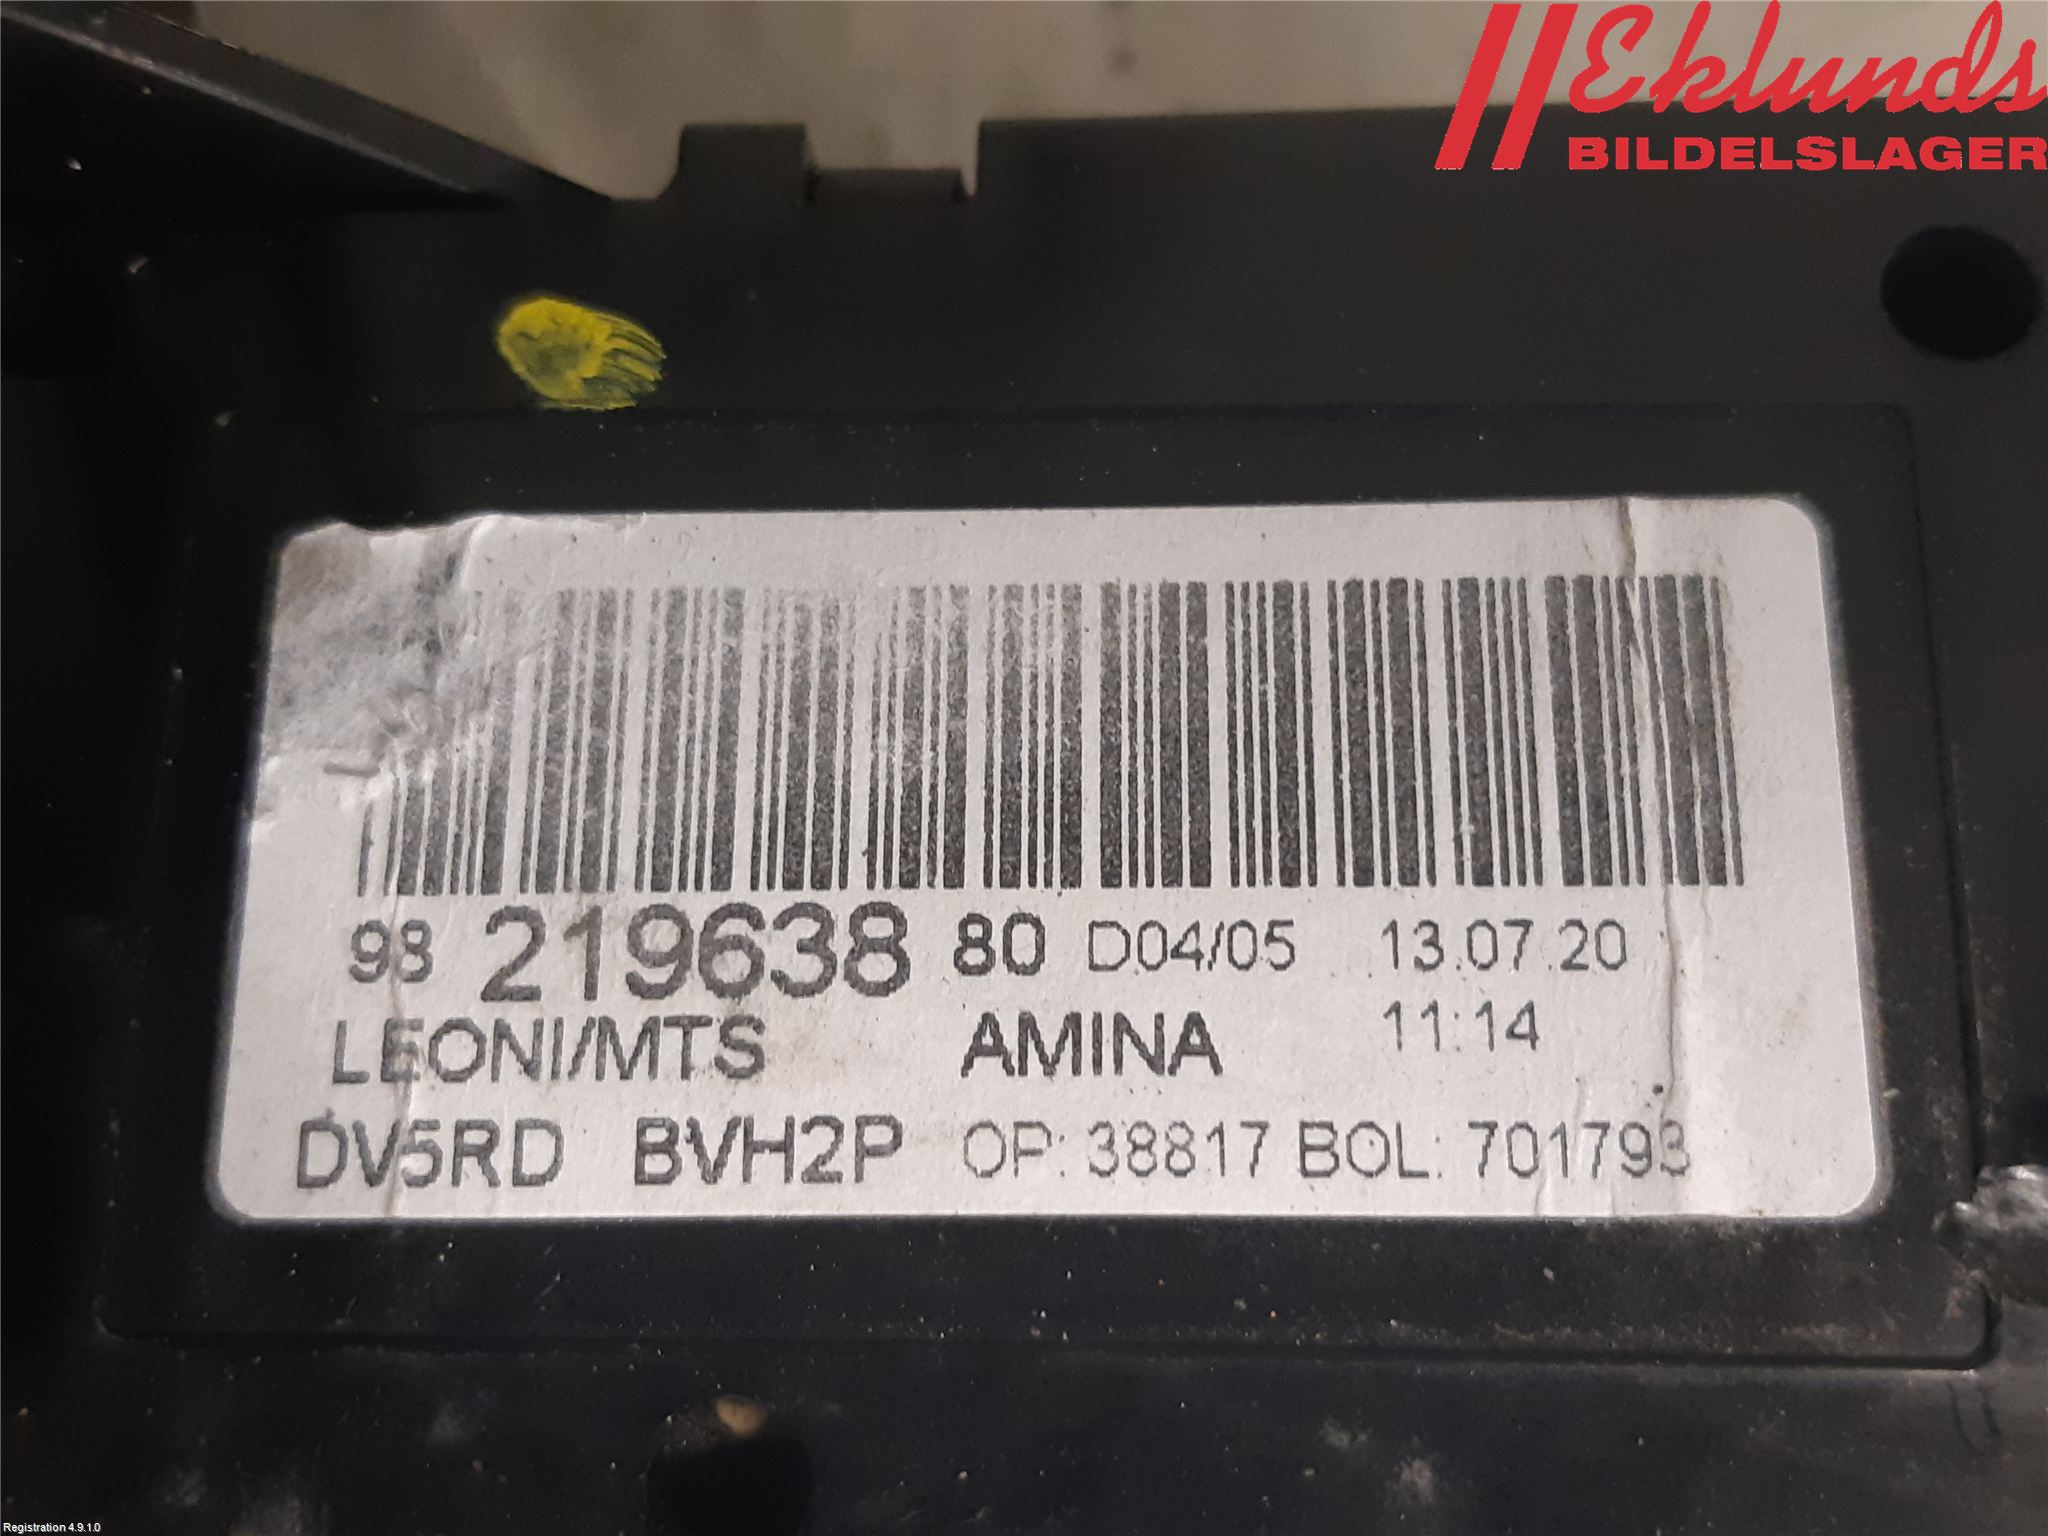 Eklunds
BILDELSLAGER
98 219638 80 D04/05 13.07.20
LEONI/MTS AMINA 11:14
DV5RD BVH2P OP: 38817 BOL: 701793
Registration 4.9.1.0